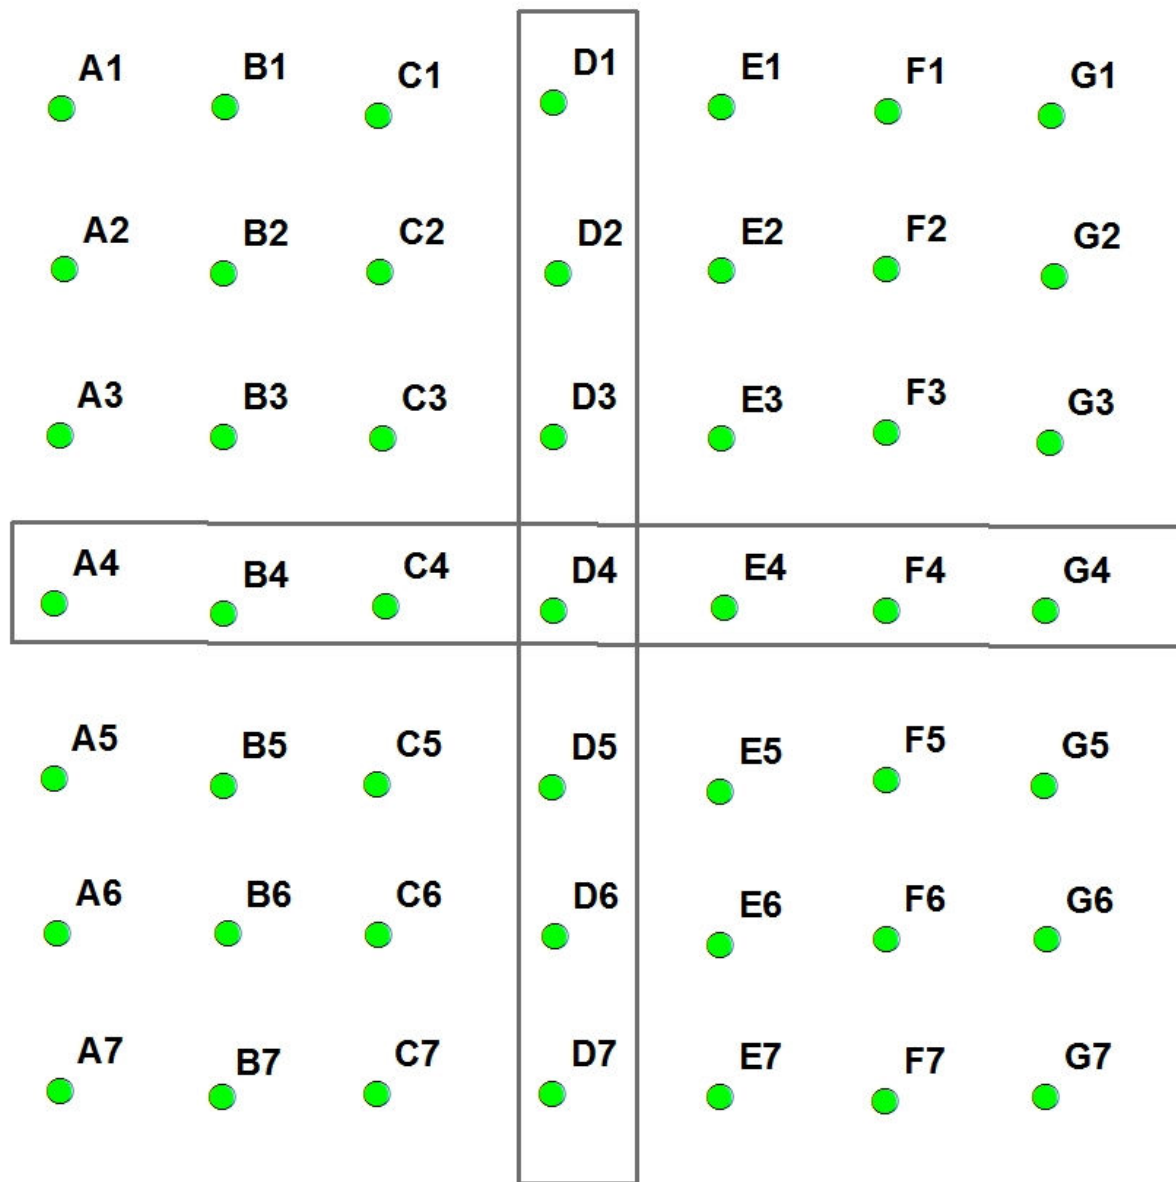 A1 B1 C1 D1 E1 F1 G1
A2 B2 C2 D2 E2 F2 G2
A3 B3 C3 D3 E3 F3 G3
A4 B4 C4 D4 E4 F4 G4
A5 B5 C5 D5 E5 F5 G5
A6 B6 C6 D6 E6 F6 G6
A7 B7 C7 D7 E7 F7 G7